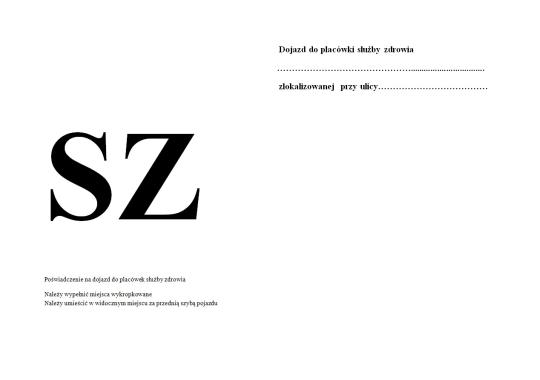 Dojazd do placówki służby zdrowia
……………………………………..................................
zlokalizowanej przy ulicy………………………………
SZ
Poświadczenie na dojazd do placówek służby zdrowia
Należy wypełnić miejsca wykropkowane
Należy umieścić w widocznym miejscu za przednią szybą pojazdu